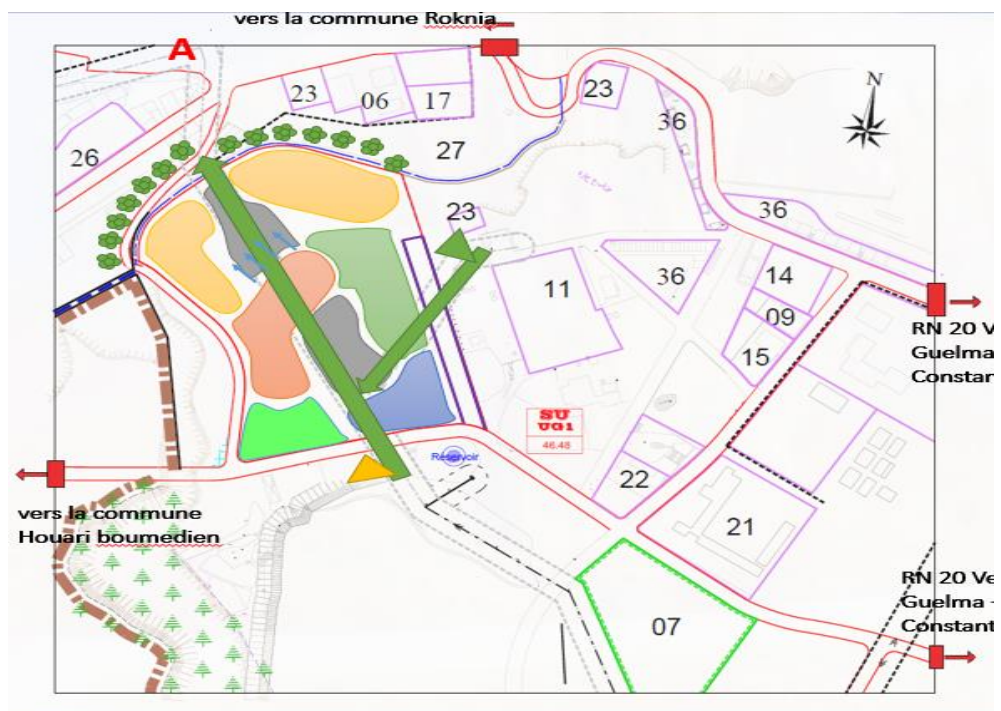 vers la commune Roknia
A
N
23
06
17
23
36
26
27
36
23
11
36
14
09
15
RN 20 V
Guelma
Constan
SU
UG1
46.48
Réservoir
22
21
vers la commune
Houari boumedien
07
RN 20 Ve
Guelma -
Constant